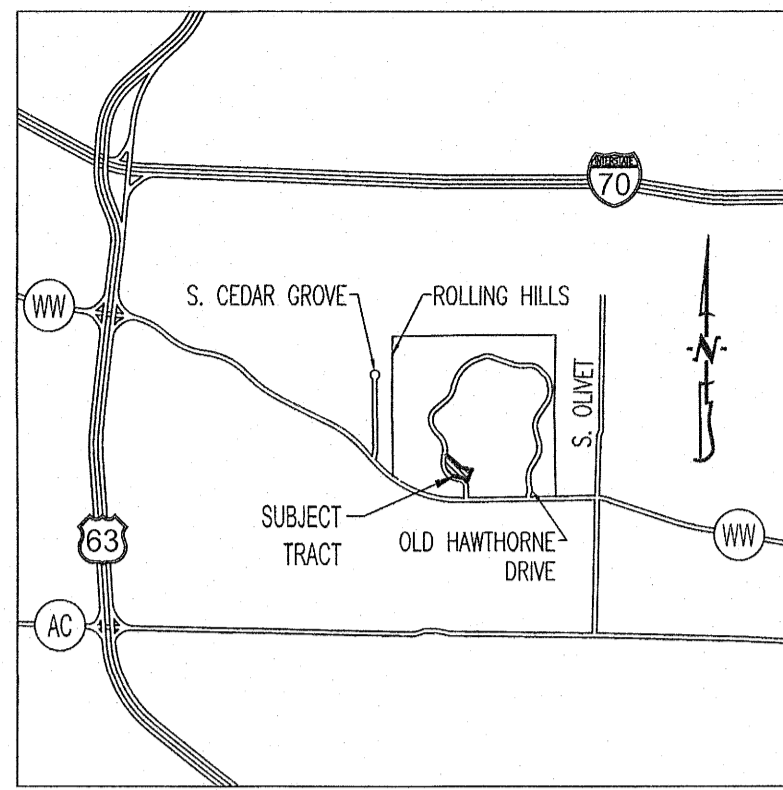 INTERSTATE
70
WW
S. CEDAR GROVE
ROLLING HILLS
N
S. OLIVET
SUBJECT
TRACT
OLD HAWTHORNE
DRIVE
63
WW
AC